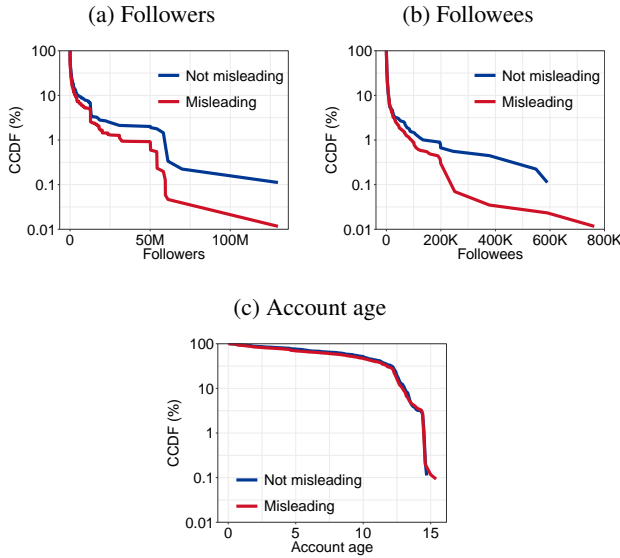 (a) Followers
100
10
1
0.1
0.01
CCDF (%)
Not misleading
Misleading
0
50M
100M
Followers
(b) Followees
100
10
1
0.1
0.01
CCDF (%)
Not misleading
Misleading
0
200K
400K
600K
800K
Followees
(c) Account age
100
10
1
0.1
0.01
CCDF (%)
Not misleading
Misleading
0
5
10
15
Account age